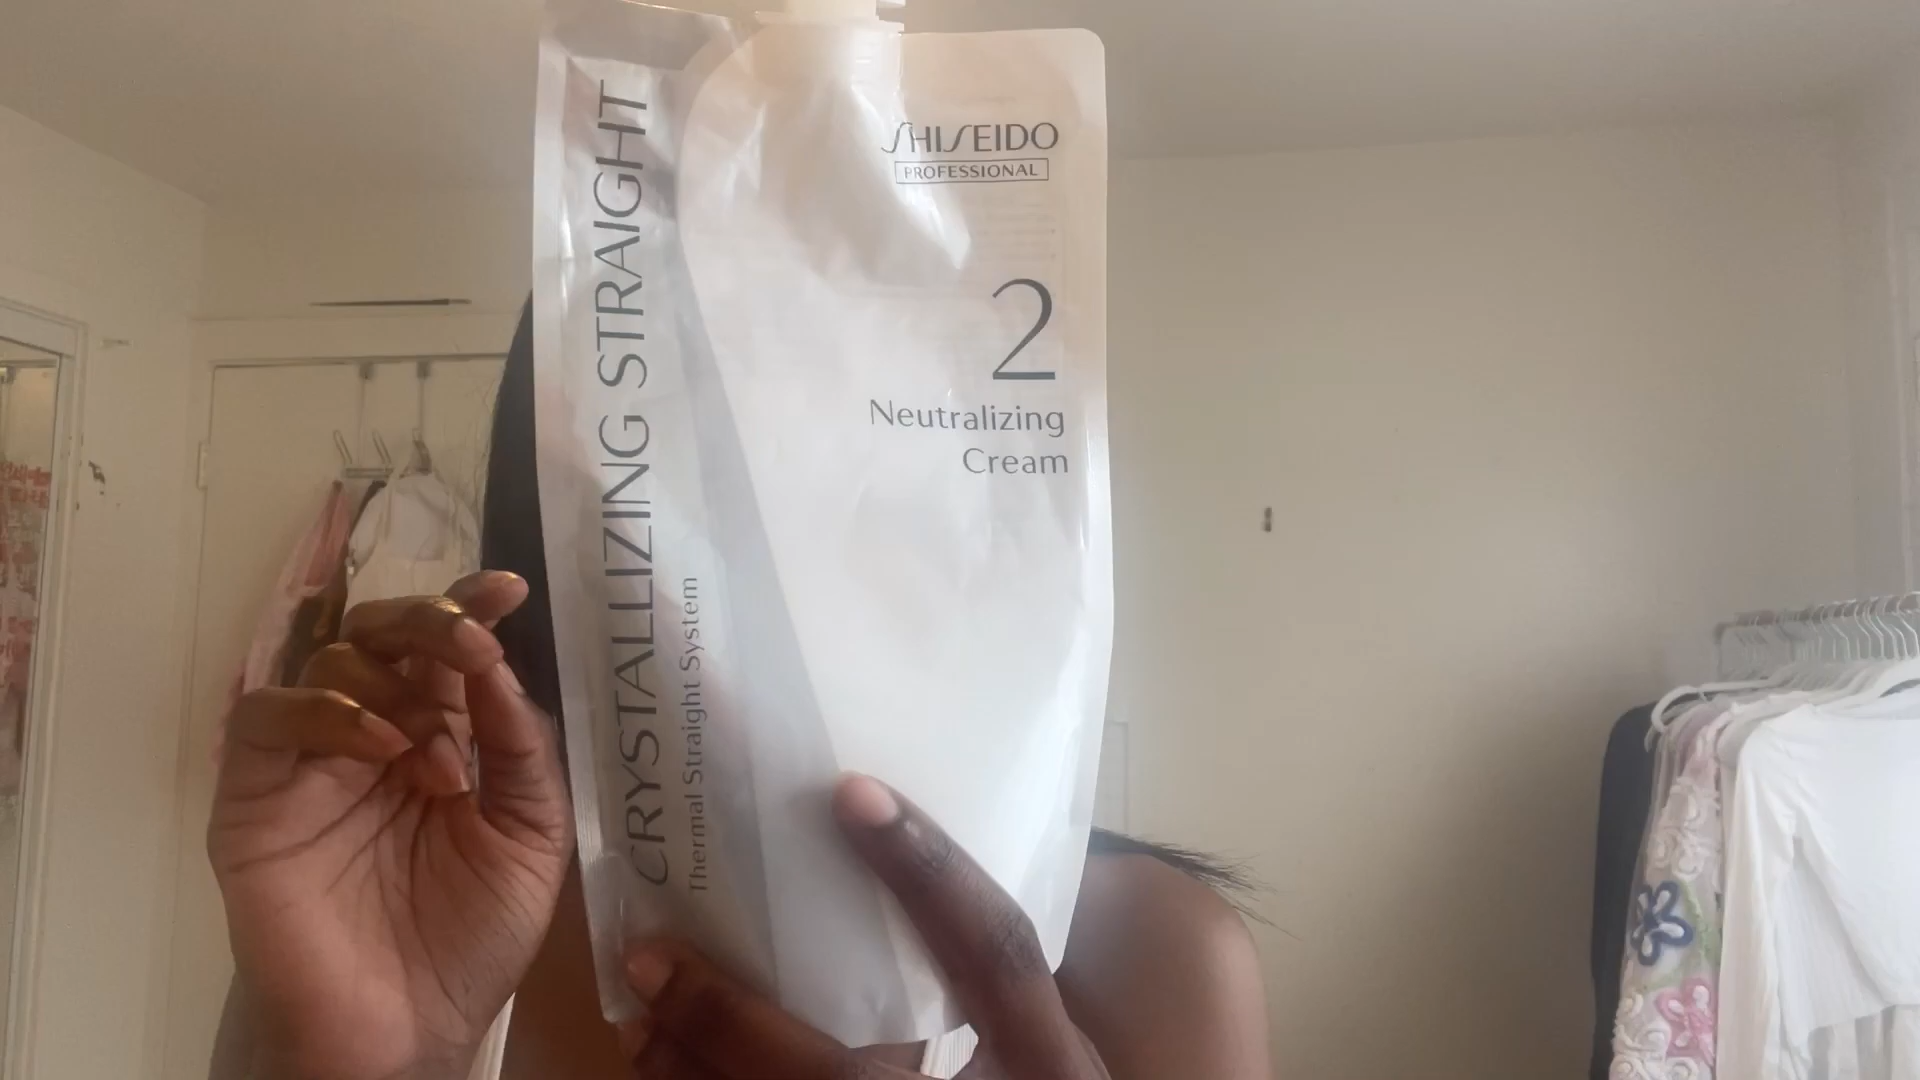 CRYSTALLIZING STRAIGHT
Thermal Straight System
SHISEIDO
PROFESSIONAL
2
Neutralizing
Cream